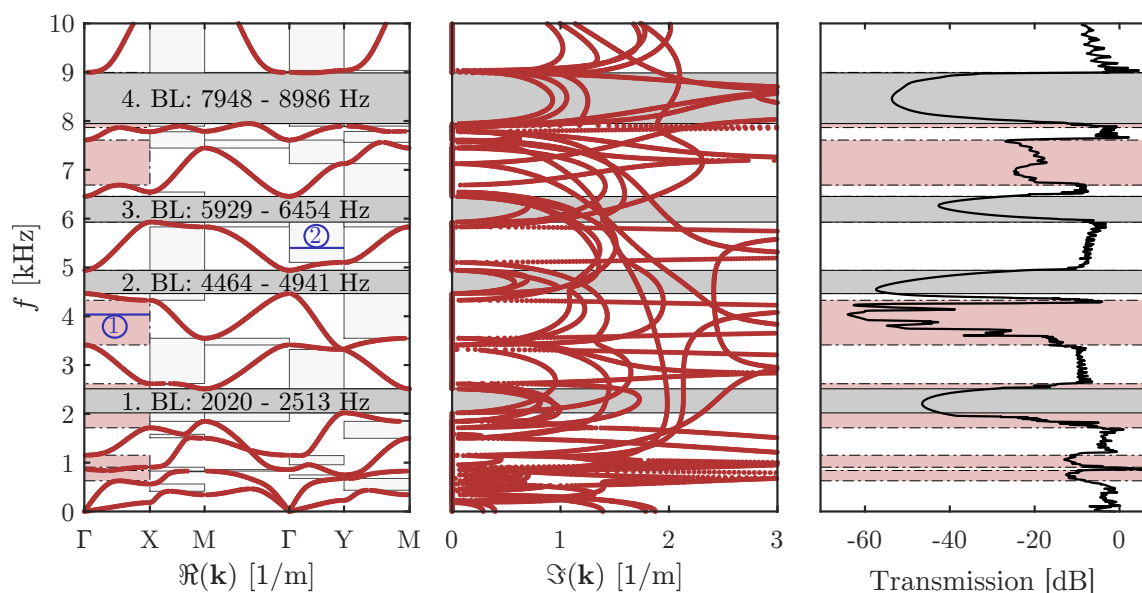 10
9
8
7
6
5
4
3
2
1
0
f [kHz]
4. BL: 7948 - 8986 Hz
3. BL: 5929 - 6454 Hz
②
2. BL: 4464 - 4941 Hz
①
1. BL: 2020 - 2513 Hz
Γ X M Γ Y M
ℜ(k) [1/m]
0 1 2 3
ℑ(k) [1/m]
-60 -40 -20 0
Transmission [dB]